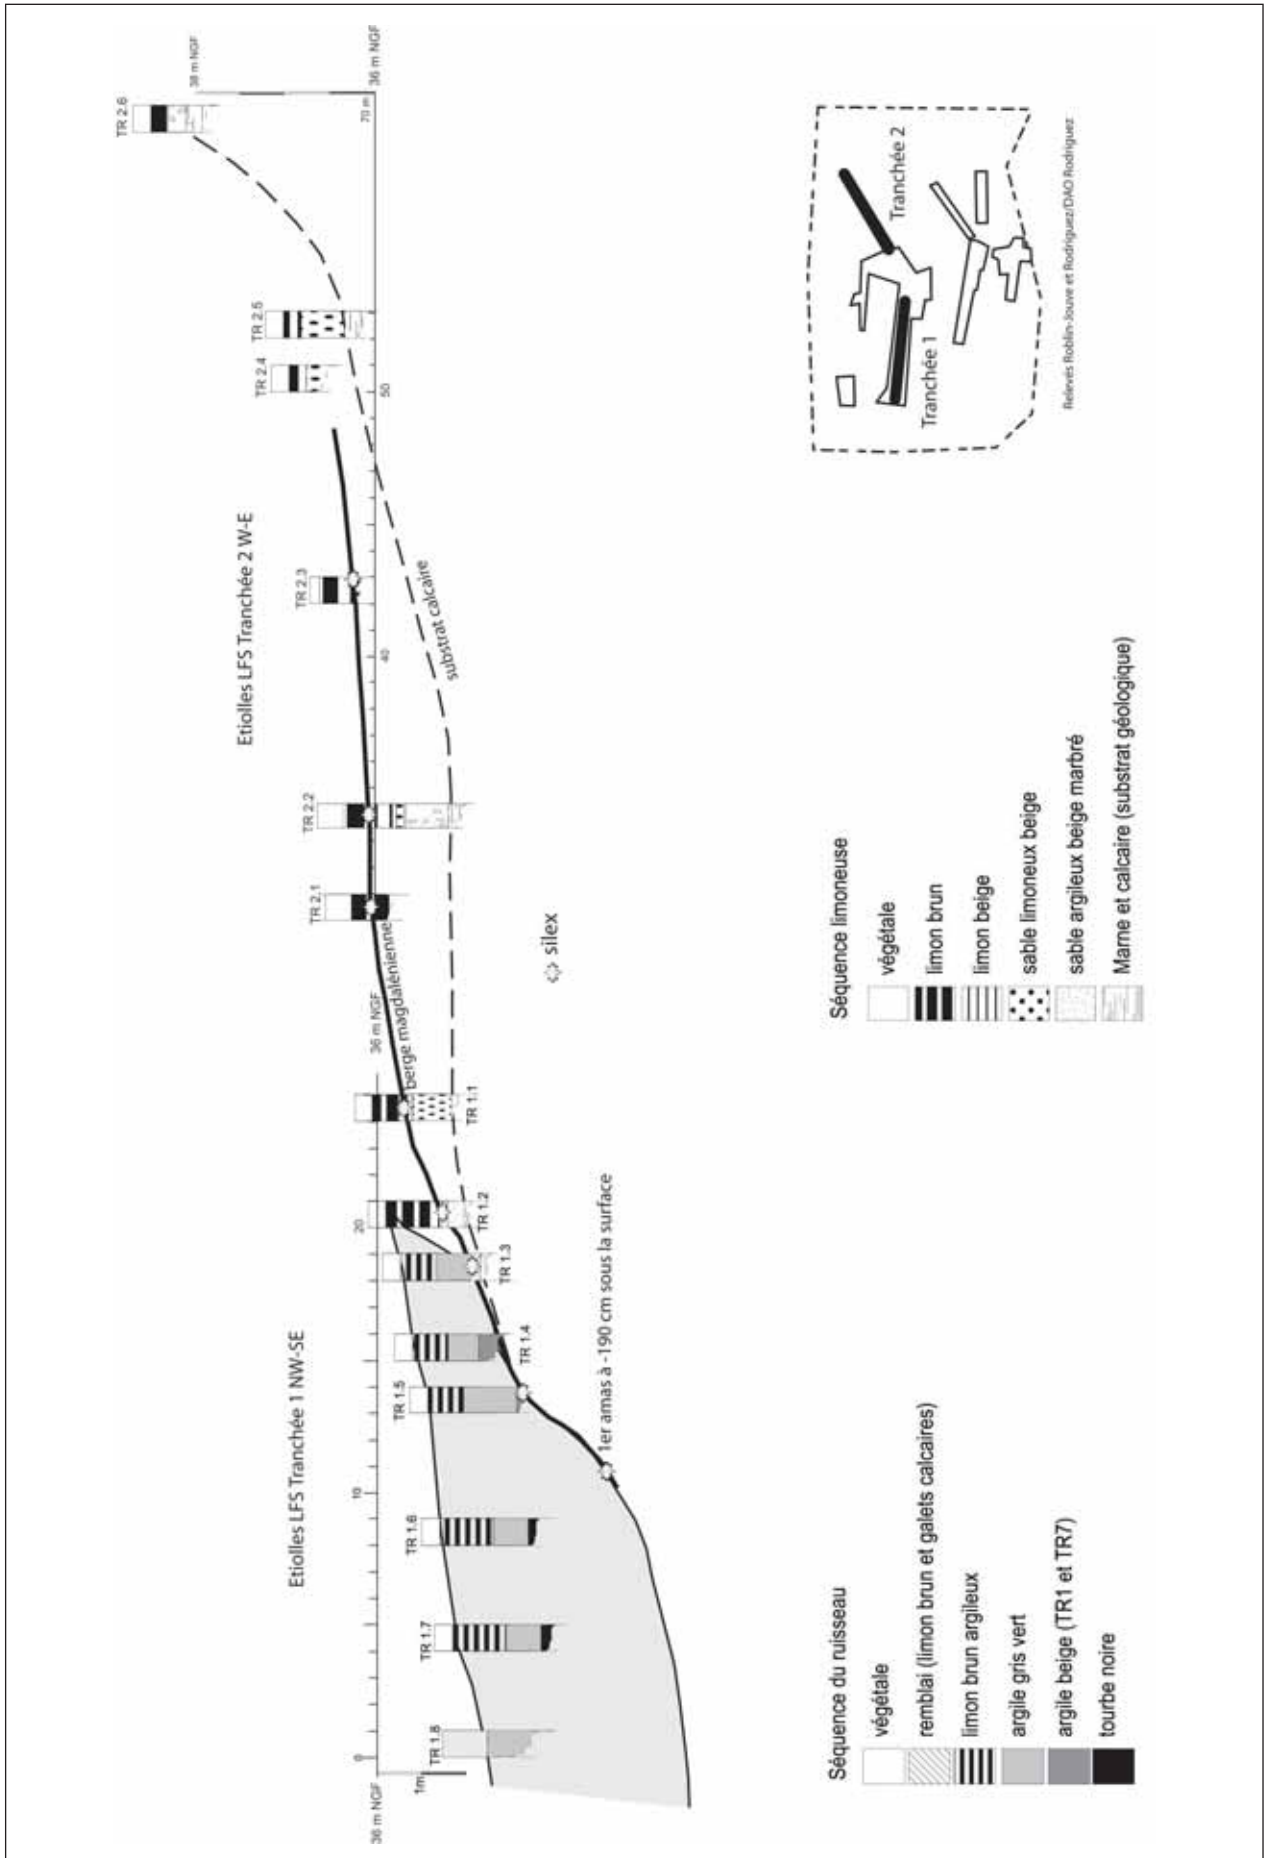 Etiolles LFS Tranchée 1 NW-SE
Etiolles LFS Tranchée 2 W-E
36 m NGF
1m
0
10
20
36 m NGF
40
50
70 m
36 m NGF
38 m NGF
TR 1.8
TR 1.7
TR 1.6
TR 1.5
TR 1.4
TR 1.3
TR 1.2
TR 1.1
TR 2.1
TR 2.2
TR 2.3
TR 2.4
TR 2.5
TR 2.6
berge magdalénienne
substrat calcaire
1er amas à -190 cm sous la surface
silex
Séquence du ruisseau
végétale
remblai (limon brun et galets calcaires)
limon brun argileux
argile gris vert
argile beige (TR1 et TR7)
tourbe noire
Séquence limoneuse
végétale
limon brun
limon beige
sable limoneux beige
sable argileux beige marbré
Marne et calcaire (substrat géologique)
Tranchée 1
Tranchée 2
Relevés Roblin-Jouve et Rodriguez/DAO Rodriguez